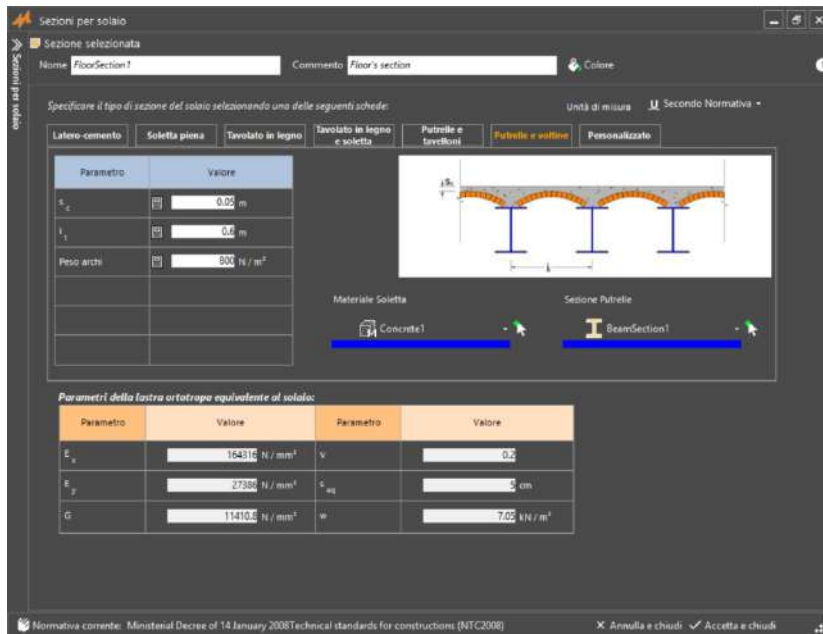 Sezioni per solaio
Sezioni per solaio
Sezione selezionata
Nome FloorSection1 Commento Floor's section Colore
Specificare il tipo di sezione del solaio selezionando una delle seguenti schede: Unità di misura U Secondo Normativa
Latero-cemento Soletta piena Tavolato in legno Tavolato in legno e soletta Putrelle e tavelloni Putrelle e voltine Personalizzato
Parametro Valore
s c 0.05 m
i t 0.6 m
Peso archi 800 N / m²
Materiale Soletta Sezione Putrelle
Concrete1 BeamSection1
Parametri della lastra ortotropa equivalente al solaio:
Parametro Valore Parametro Valore
E x 164316 N / mm² ν 0.2
E y 27386 N / mm² s eq 5 cm
G 11410.8 N / mm² w 7.05 kN / m²
Normativa corrente: Ministerial Decree of 14 January 2008Technical standards for constructions (NTC2008) Annulla e chiudi Accetta e chiudi